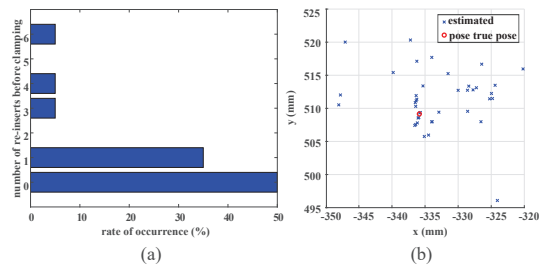 (a)
number of re-inserts before clamping
6
5
4
3
2
1
0
0 10 20 30 40 50
rate of occurrence (%)
(a)
(b)
y (mm)
525
520
515
510
505
500
495
estimated
pose true pose
-350 -345 -340 -335 -330 -325 -320
x (mm)
(b)